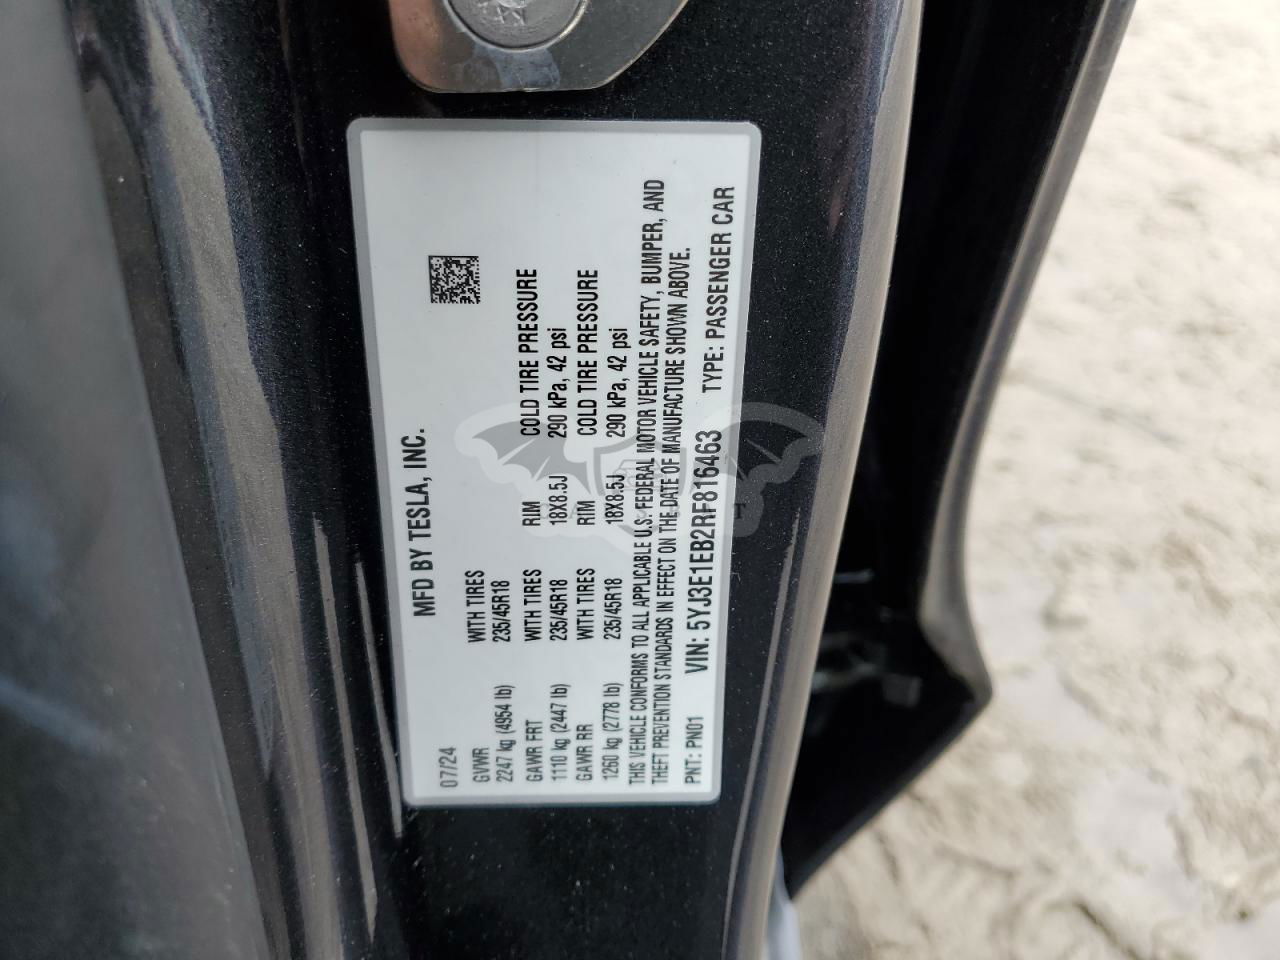 MFD BY TESLA, INC.
07/24
GVWR WITH TIRES
2247 kg (4954 lb) 235/45R18
GAWR FRT WITH TIRES RIM COLD TIRE PRESSURE
1110 kg (2447 lb) 235/45R18 18X8.5J 290 kPa, 42 psi
GAWR RR WITH TIRES RIM COLD TIRE PRESSURE
1260 kg (2778 lb) 235/45R18 18X8.5J 290 kPa, 42 psi
THIS VEHICLE CONFORMS TO ALL APPLICABLE U.S. FEDERAL MOTOR VEHICLE SAFETY, BUMPER, AND
THEFT PREVENTION STANDARDS IN EFFECT ON THE DATE OF MANUFACTURE SHOWN ABOVE.
PNT: PN01 VIN: 5YJ3E1EB2RF816463 TYPE: PASSENGER CAR